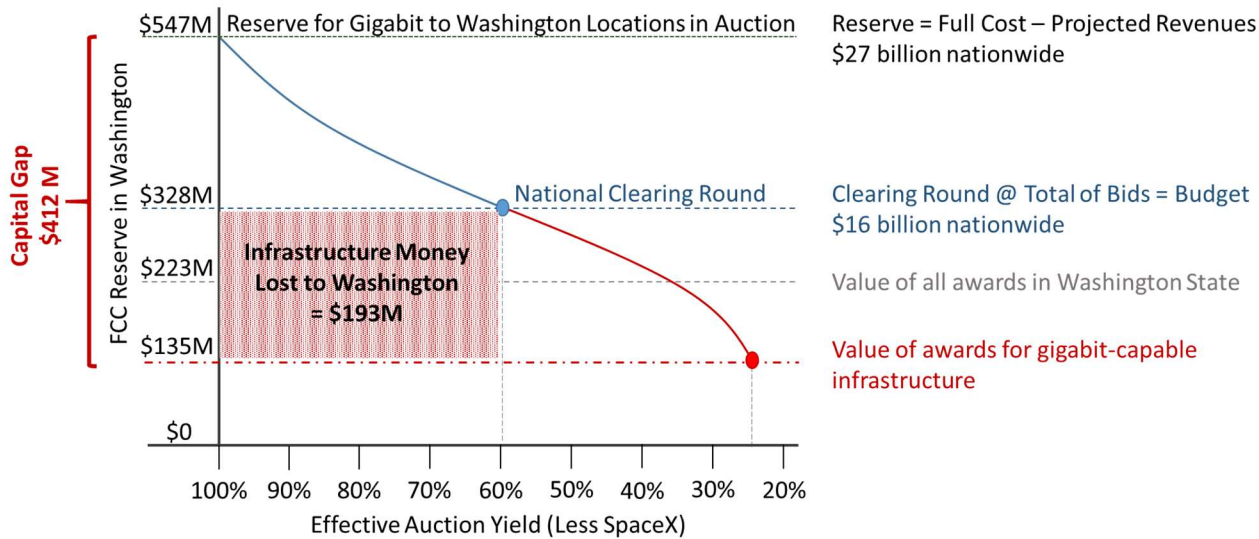 $547M
Reserve for Gigabit to Washington Locations in Auction
Reserve = Full Cost – Projected Revenues
$27 billion nationwide
Capital Gap
$412 M
FCC Reserve in Washington
$328M
National Clearing Round
Clearing Round @ Total of Bids = Budget
$16 billion nationwide
Infrastructure Money
Lost to Washington
= $193M
$223M
Value of all awards in Washington State
$135M
Value of awards for gigabit-capable
infrastructure
$0
100% 90% 80% 70% 60% 50% 40% 30% 20%
Effective Auction Yield (Less SpaceX)